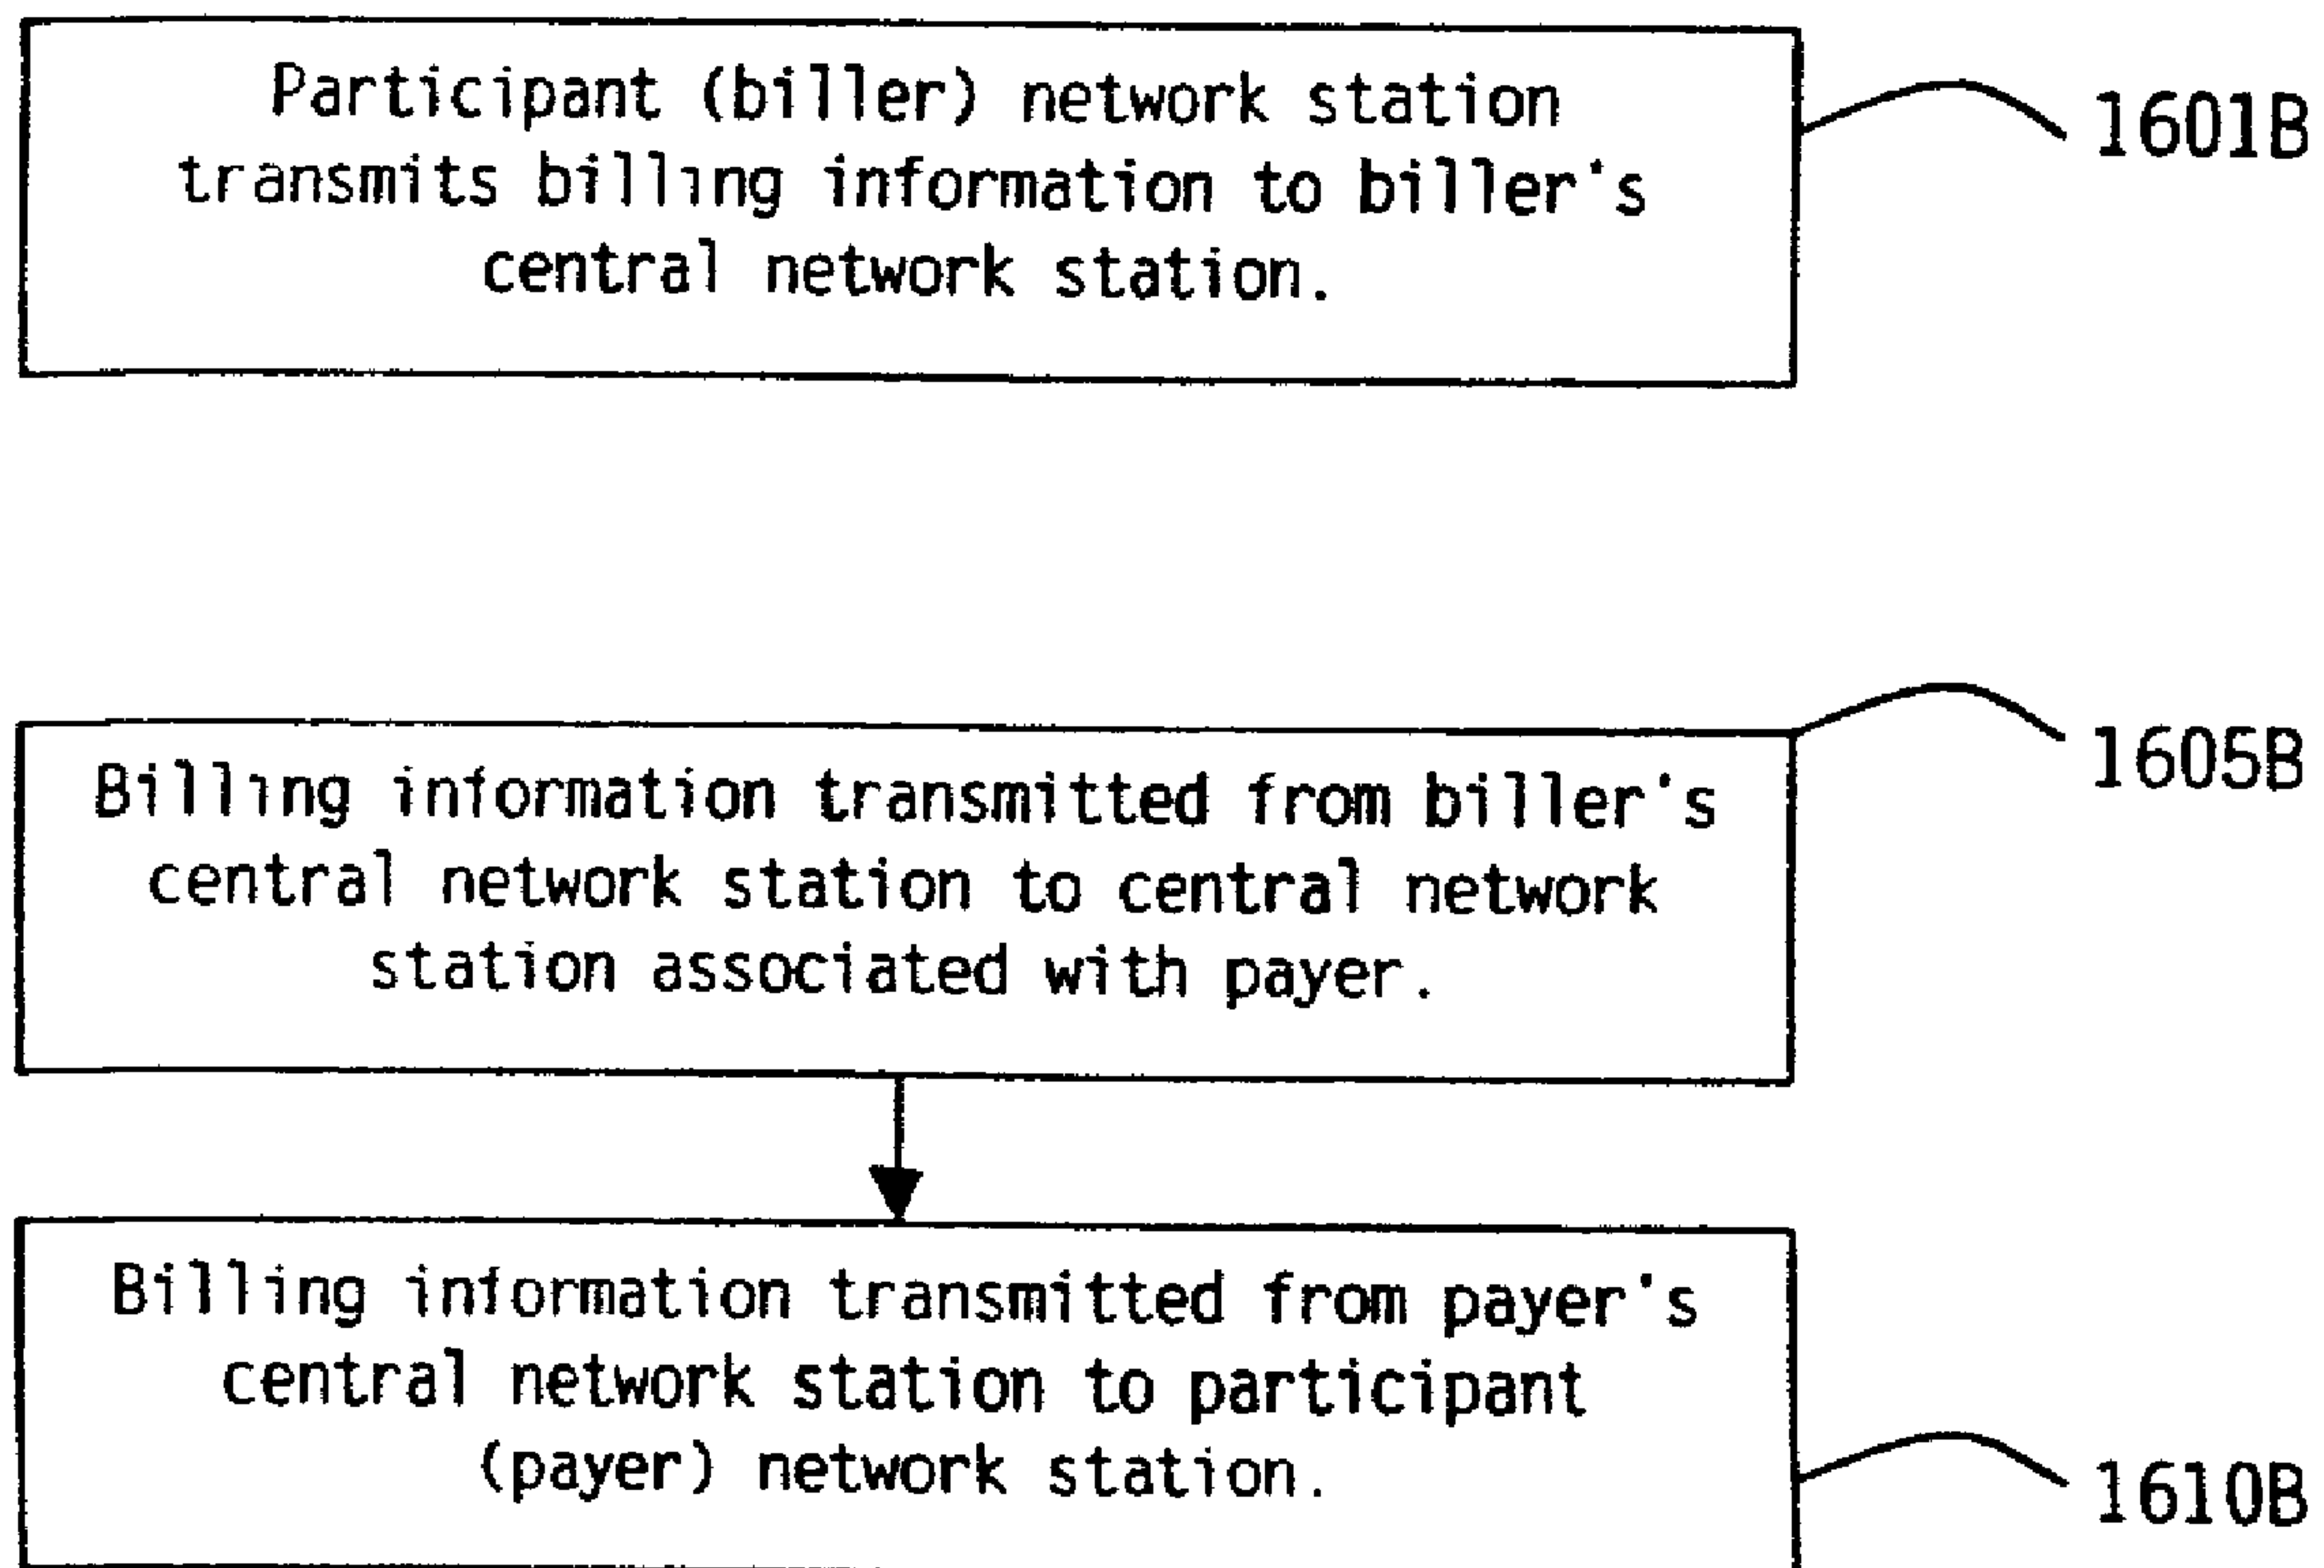 Participant (biller) network station
transmits billing information to biller's
central network station.
1601B
1605B
Billing information transmitted from biller's
central network station to central network
station associated with payer.
Billing information transmitted from payer's
central network station to participant
(payer) network station.
1610B